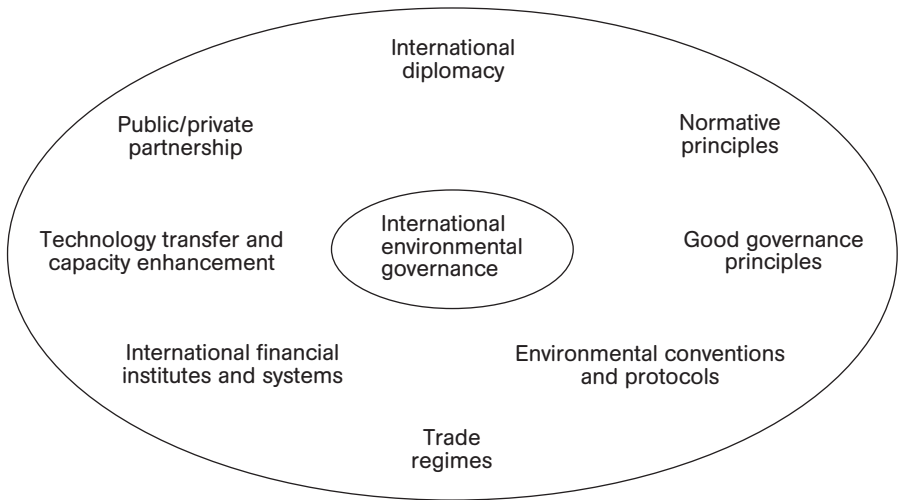 International
diplomacy
Public/private
partnership
Normative
principles
Technology transfer and
capacity enhancement
International
environmental
governance
Good governance
principles
International financial
institutes and systems
Environmental conventions
and protocols
Trade
regimes